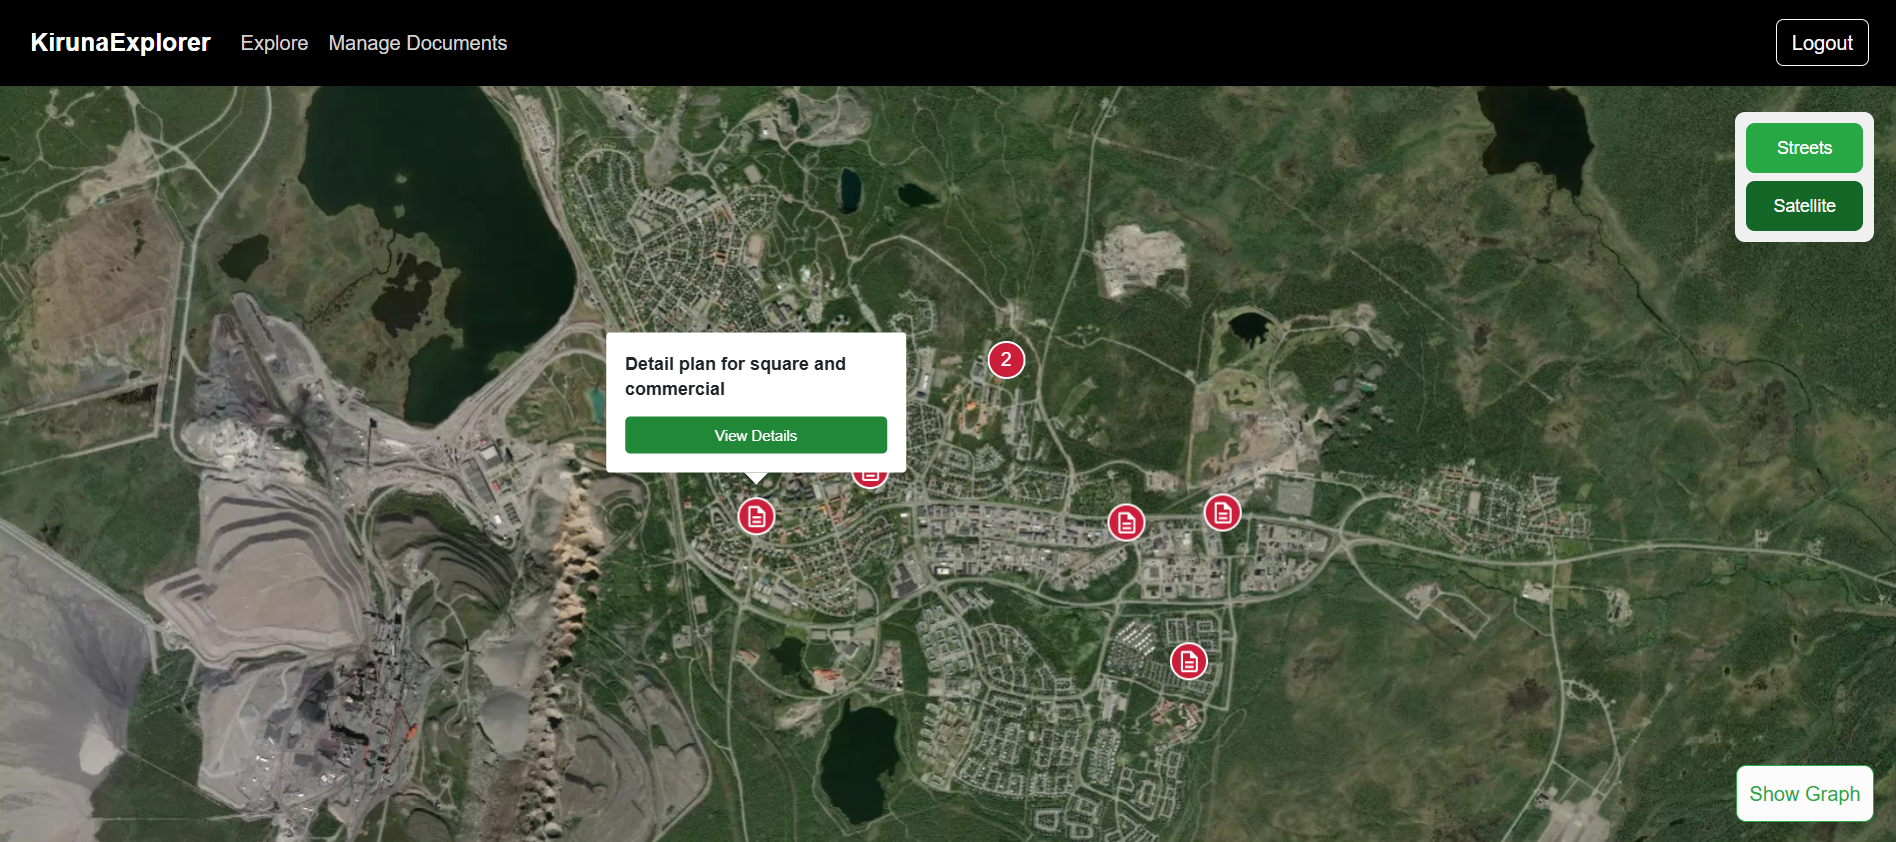 KirunaExplorer Explore Manage Documents Logout
Streets
Satellite
Detail plan for square and
commercial
View Details
2
Show Graph